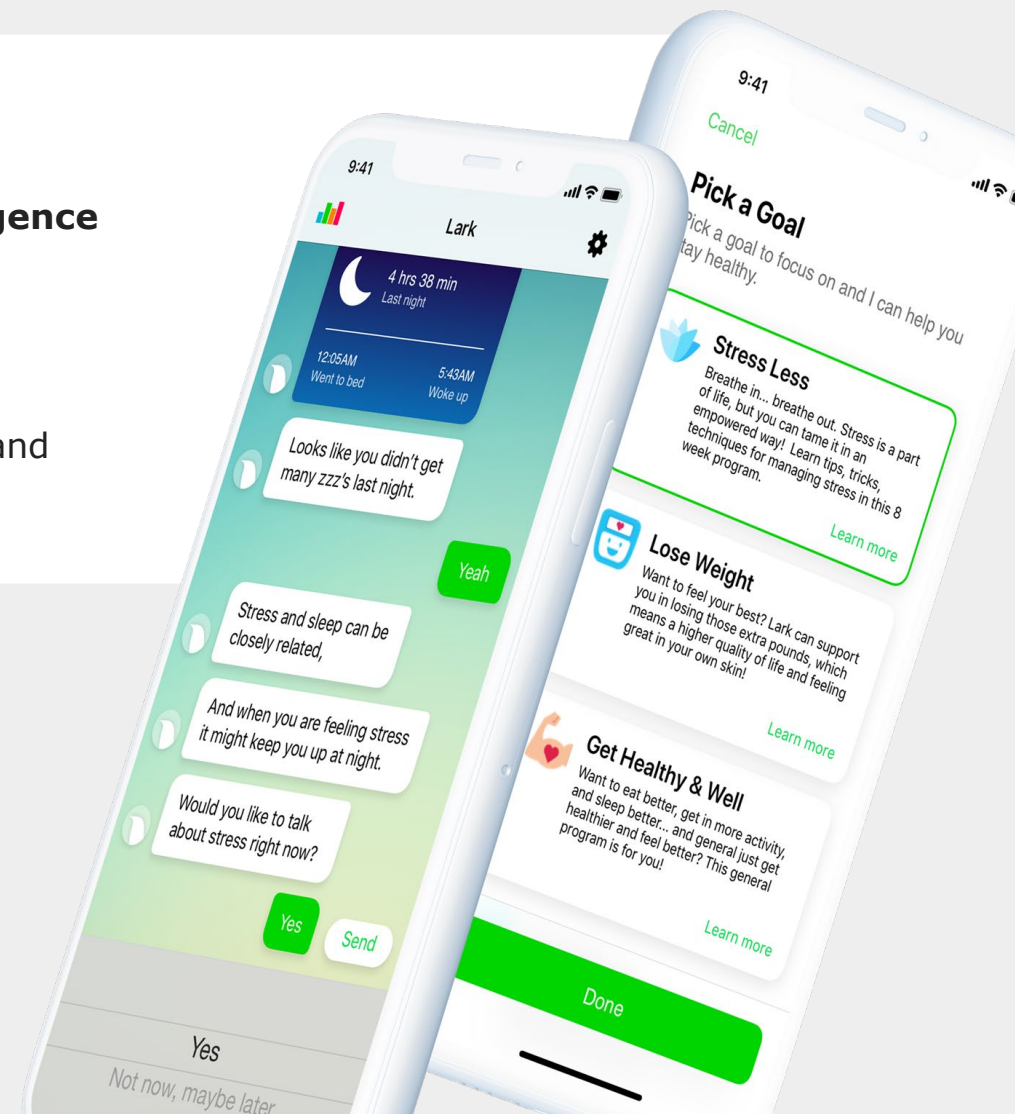 gence
and
9:41
Lark
4 hrs 38 min
Last night
12:05AM
5:43AM
Went to bed
Woke up
Looks like you didn't get
many zzz's last night.
Yeah
Stress and sleep can be
closely related,
And when you are feeling stress
it might keep you up at night.
Would you like to talk
about stress right now?
Yes
Send
Yes
Not now, maybe later
9:41
Cancel
Pick a Goal
Pick a goal to focus on and I can help you
stay healthy.
Stress Less
Breathe in... breathe out. Stress is a part
of life, but you can tame it in an
empowered way! Learn tips, tricks,
techniques for managing stress in this 8
week program.
Learn more
Lose Weight
Want to feel your best? Lark can support
you in losing those extra pounds, which
means a higher quality of life and feeling
great in your own skin!
Learn more
Get Healthy & Well
Want to eat better, get in more activity,
and sleep better... and general just get
healthier and feel better? This general
program is for you!
Learn more
Done